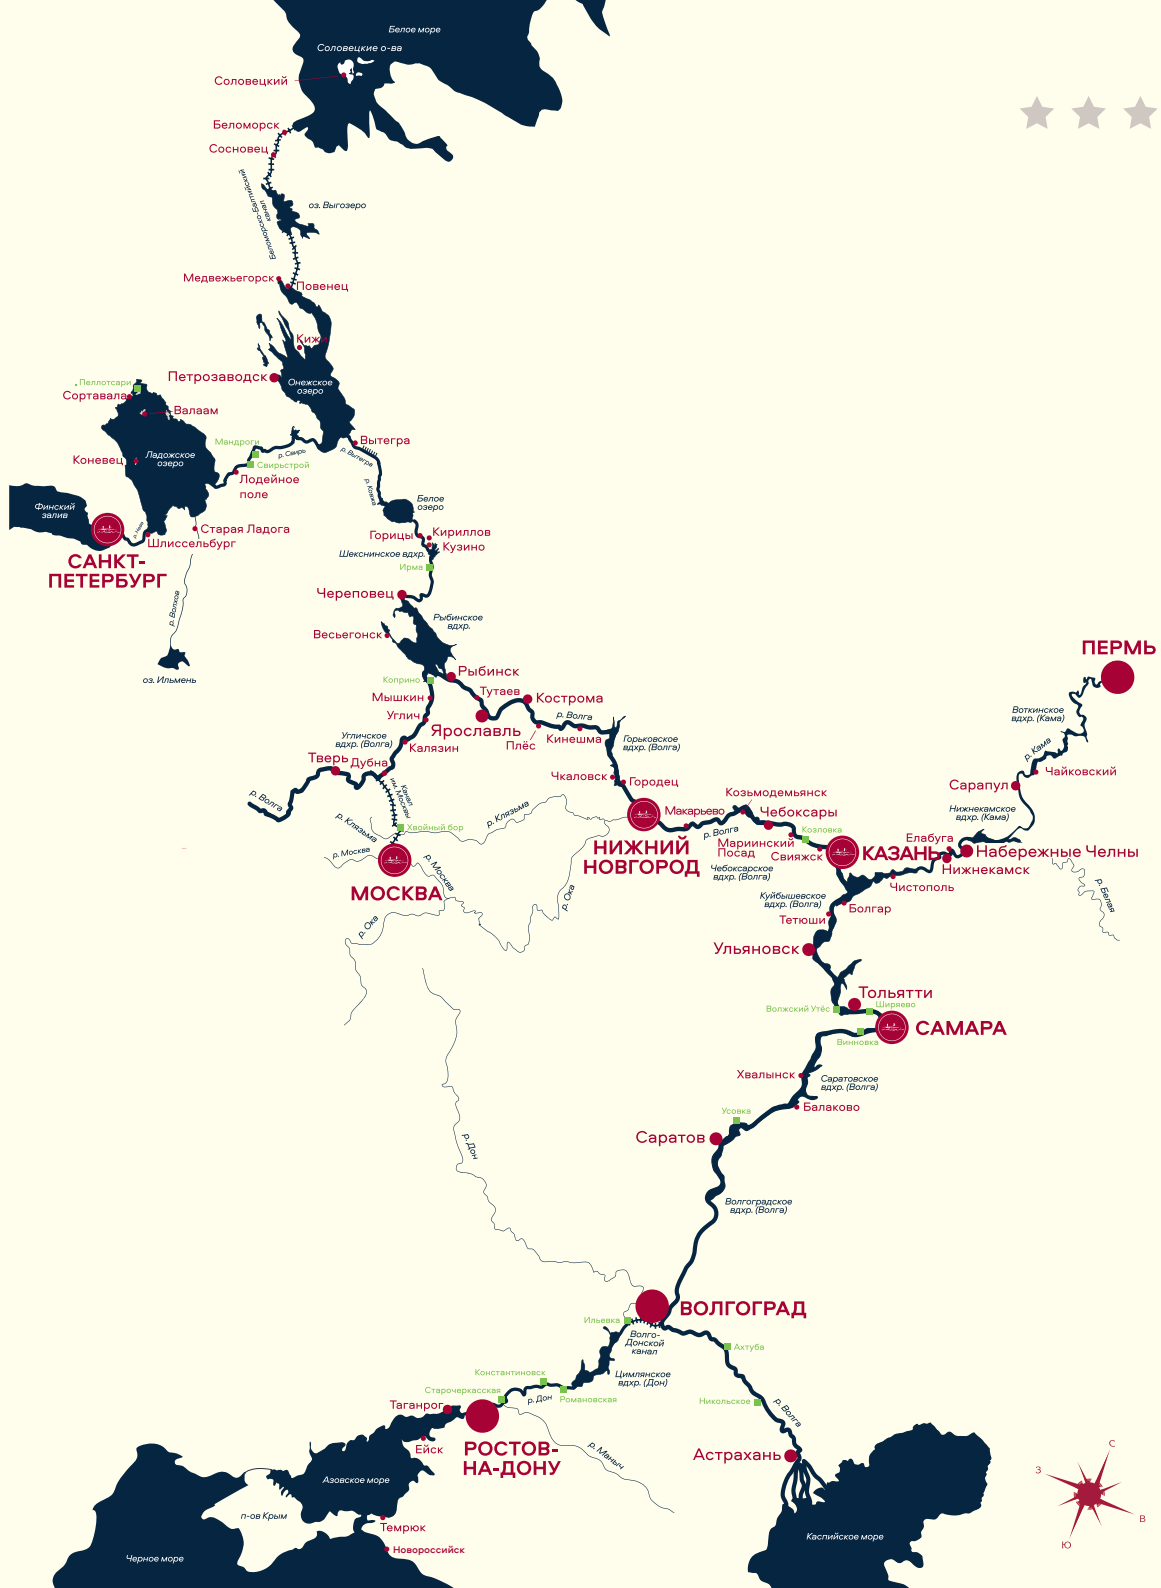 Белое море
Соловецкие о-ва
Соловецкий
Беломорск
Сосновец
Беломорско-Балтийский
канал
оз. Выгозеро
Медвежьегорск
Повенец
Кижи
Петрозаводск
Онежское
озеро
Пеллотсари
Сортавала
Валаам
Коневец
Ладожское
озеро
Мандроги
Свирьстрой
р. Свирь
Лодейное
поле
Вытегра
р. Вытегра
р. Ковжа
Белое
озеро
Финский
залив
р. Нева
Старая Ладога
Шлиссельбург
САНКТ-
ПЕТЕРБУРГ
р. Волхов
оз. Ильмень
Горицы
Кириллов
Кузино
Шекснинское вдхр.
Ирма
Череповец
Рыбинское
вдхр.
Весьегонск
Рыбинск
Коприно
Мышкин
Тутаев
Кострома
Углич
Ярославль
р. Волга
Плёс
Кинешма
Горьковское
вдхр. (Волга)
Угличское
вдхр. (Волга)
Калязин
Тверь
Дубна
р. Волга
Канал
им. Москвы
Чкаловск
Городец
р. Клязьма
р. Клязьма
Хвойный бор
р. Москва
р. Москва
МОСКВА
р. Ока
р. Ока
НИЖНИЙ
НОВГОРОД
Макарьево
р. Волга
Козьмодемьянск
Чебоксары
Козловка
Мариинский
Посад
Свияжск
Чебоксарское
вдхр. (Волга)
КАЗАНЬ
ПЕРМЬ
Воткинское
вдхр. (Кама)
р. Кама
Чайковский
Сарапул
Нижнекамское
вдхр. (Кама)
Елабуга
Набережные Челны
Нижнекамск
р. Белая
Чистополь
Куйбышевское
вдхр. (Волга)
Болгар
Тетюши
Ульяновск
Тольятти
Волжский Утёс
Ширяево
САМАРА
Винновка
Хвалынск
Саратовское
вдхр. (Волга)
Балаково
Усовка
Саратов
р. Дон
Волгоградское
вдхр. (Волга)
ВОЛГОГРАД
Ильевка
Волго-
Донской
канал
Ахтуба
Цимлянское
вдхр. (Дон)
Константиновск
Старочеркасская
р. Дон
Романовская
Никольское
р. Волга
Таганрог
Ейск
РОСТОВ-
НА-ДОНУ
р. Маныч
Астрахань
Азовское море
п-ов Крым
Темрюк
Новороссийск
Черное море
Каспийское море
С
З
В
Ю